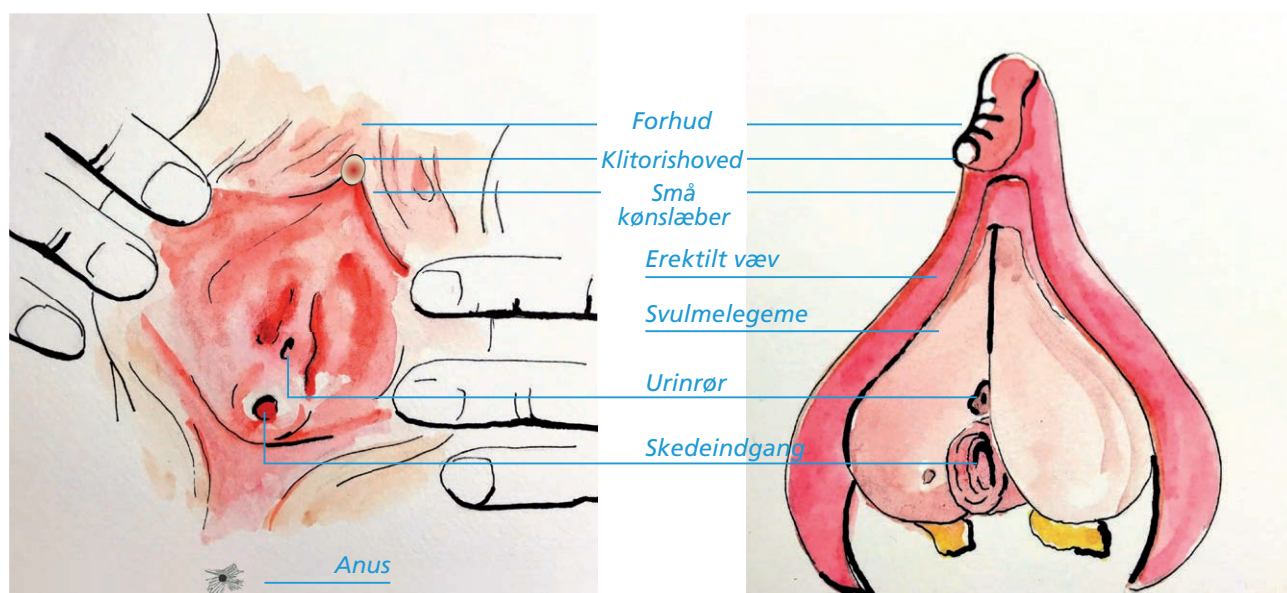 Forhud
Klitorishoved
Små
kønslæber
Erektilt væv
Svulmelegeme
Urinrør
Skedeindgang
Anus